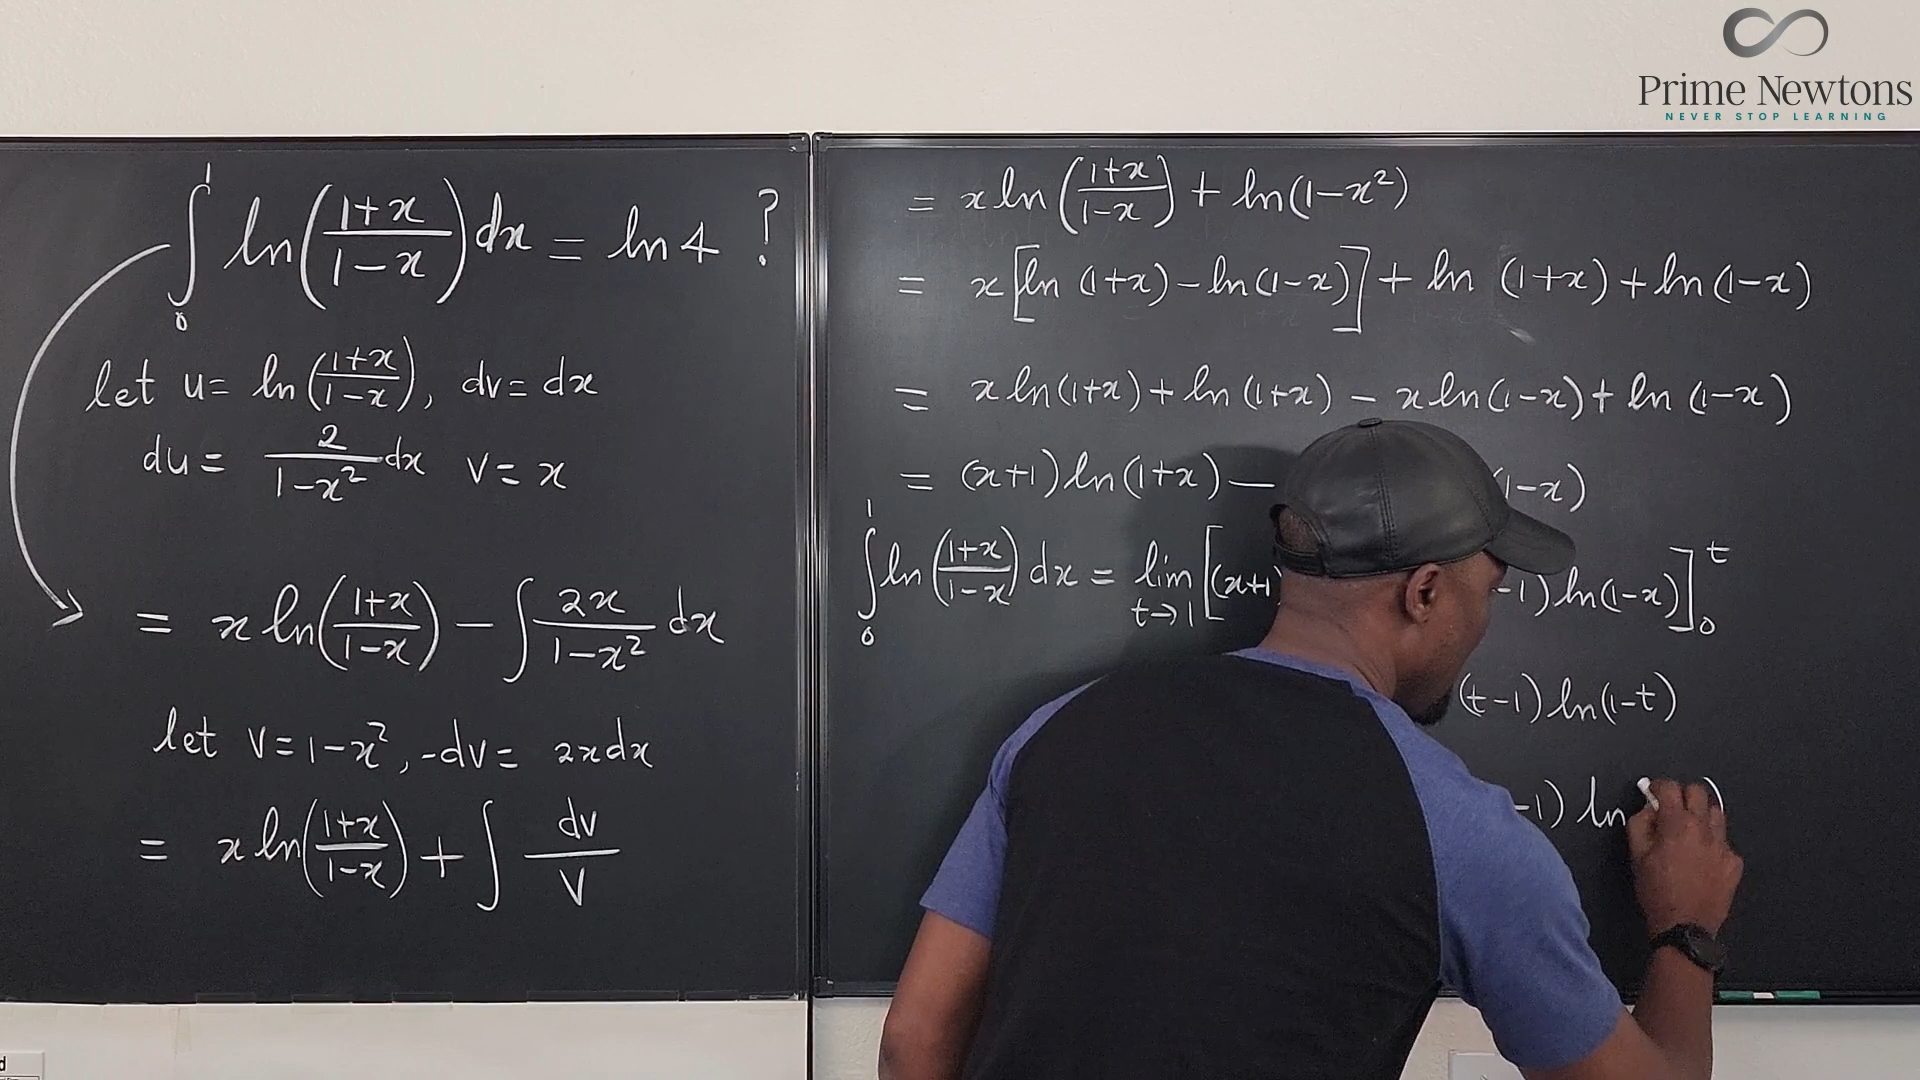 Prime Newtons
NEVER STOP LEARNING
∫₀¹ ln((1+x)/(1-x)) dx = ln 4 ?
let u = ln((1+x)/(1-x)), dv = dx
du = 2/(1-x²) dx v = x
= x ln((1+x)/(1-x)) - ∫ 2x/(1-x²) dx
let v = 1-x², -dv = 2x dx
= x ln((1+x)/(1-x)) + ∫ dv/v
= x ln((1+x)/(1-x)) + ln(1-x²)
= x[ln (1+x) - ln(1-x)] + ln (1+x) + ln(1-x)
= x ln(1+x) + ln (1+x) - x ln(1-x) + ln (1-x)
= (x+1) ln(1+x) - 1-x)
∫₀¹ ln((1+x)/(1-x)) dx = lim t→1 [(x+1 -1) ln(1-x)]₀ᵗ
(t-1) ln(1-t)
-1) ln )
d